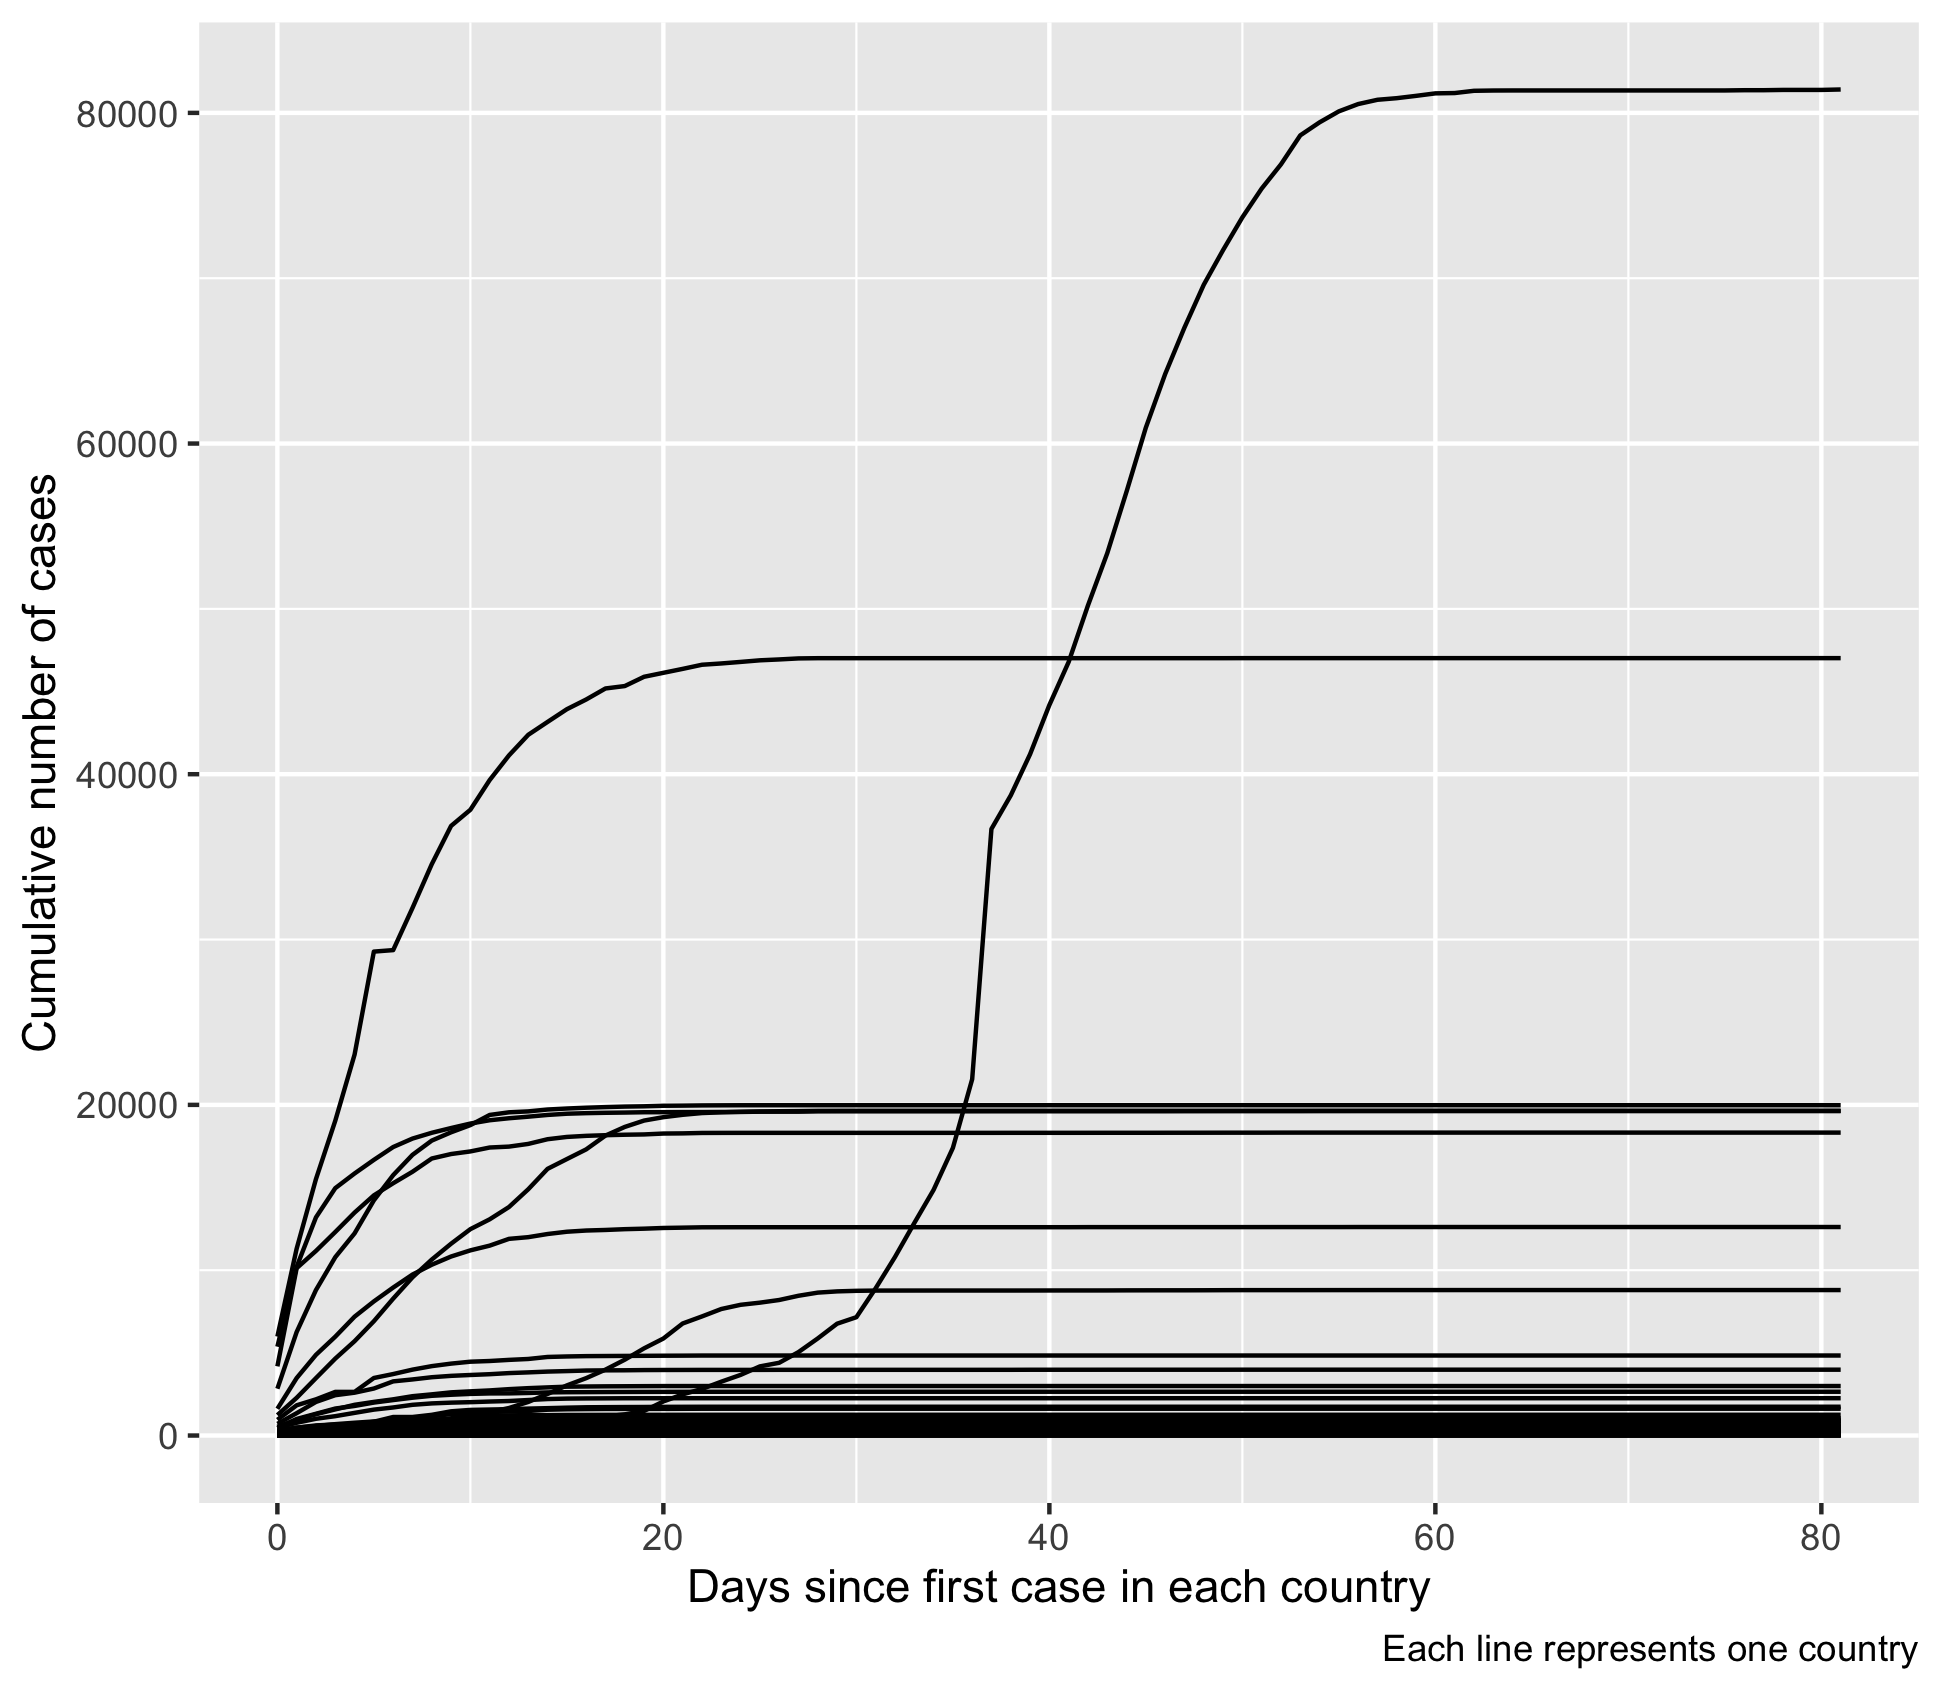 Cumulative number of cases
80000
60000
40000
20000
0
0 20 40 60 80
Days since first case in each country
Each line represents one country